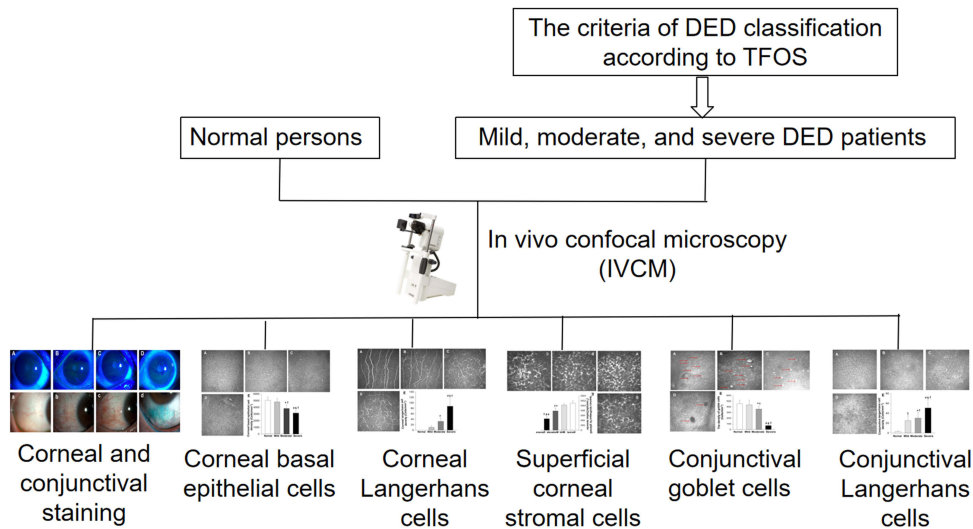 The criteria of DED classification
according to TFOS
Normal persons
Mild, moderate, and severe DED patients
In vivo confocal microscopy
(IVCM)
A B C D
a b c d
Corneal and
conjunctival
staining
Corneal basal
epithelial cells
Corneal
Langerhans
cells
Superficial
corneal
stromal cells
Conjunctival
goblet cells
Conjunctival
Langerhans
cells